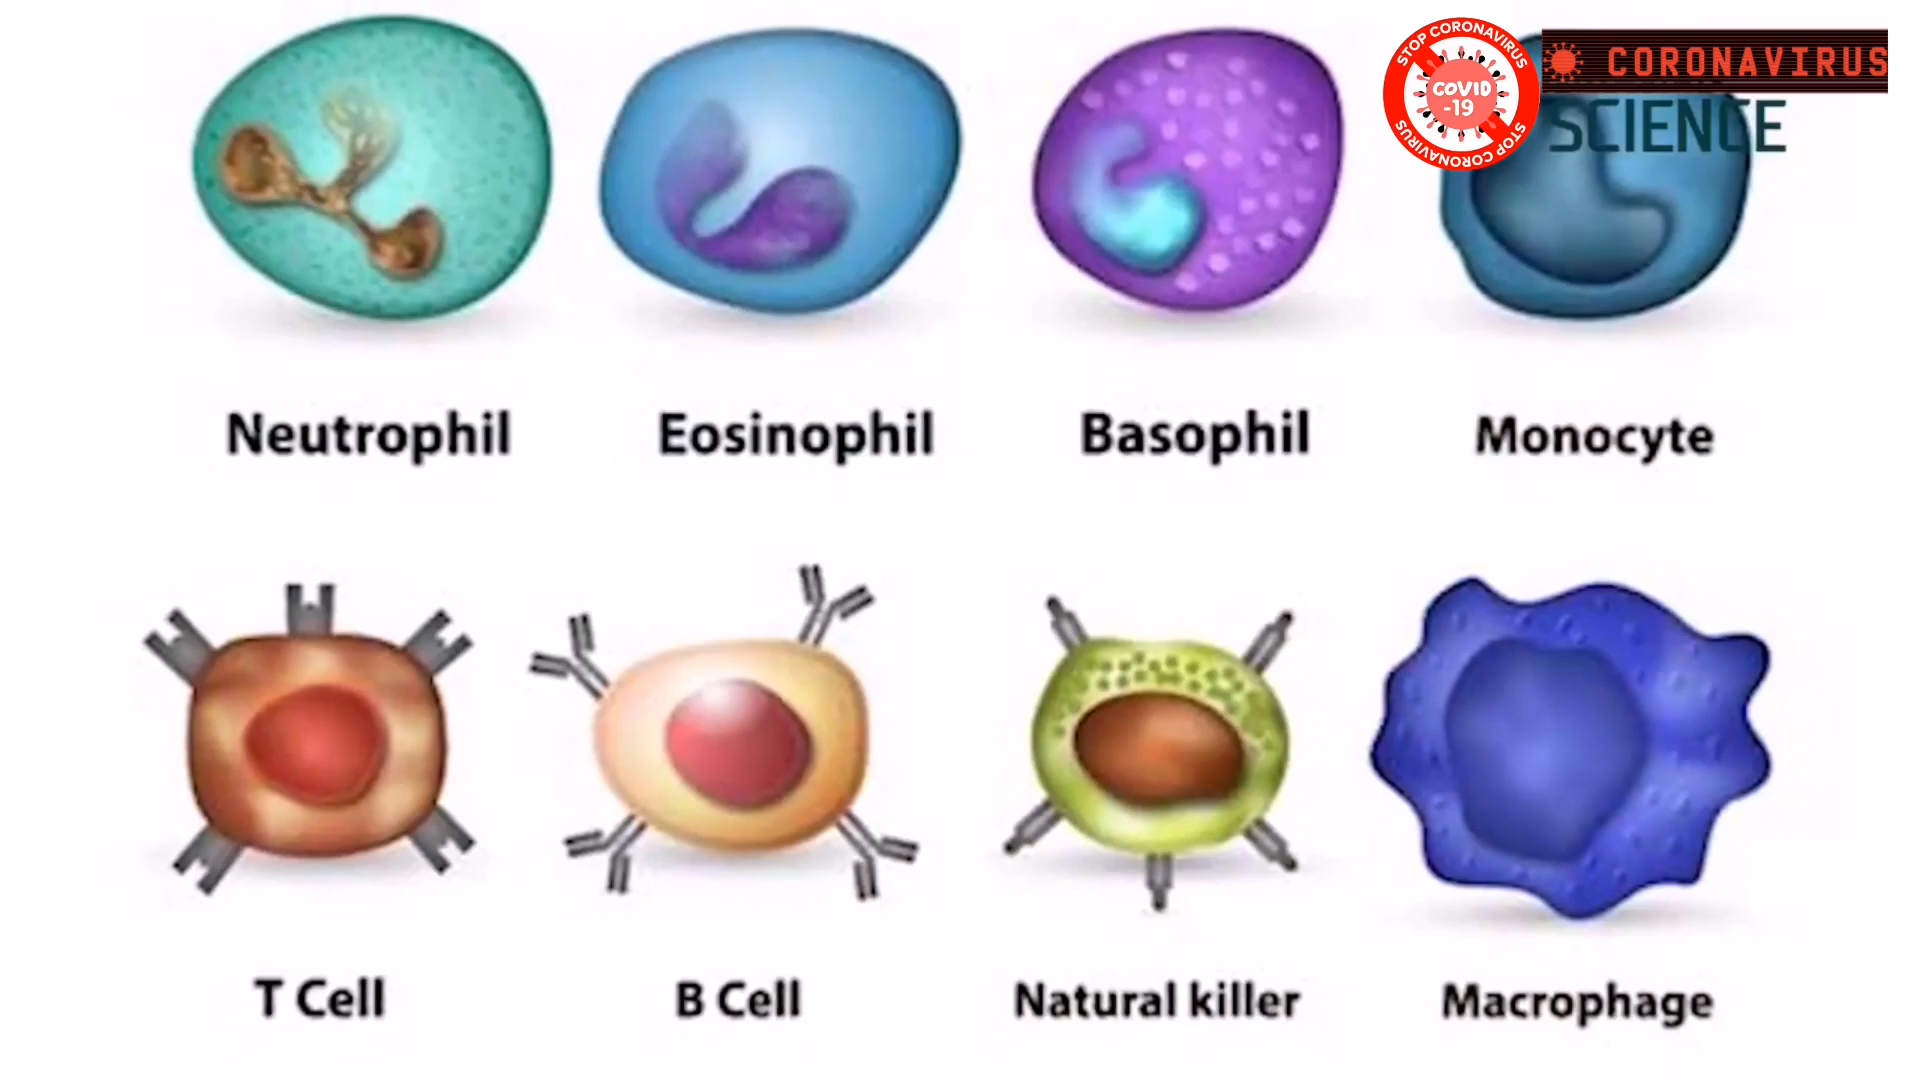 STOP CORONAVIRUS
COVID
-19
STOP CORONAVIRUS
CORONAVIRUS
SCIENCE
Neutrophil
Eosinophil
Basophil
Monocyte
T Cell
B Cell
Natural killer
Macrophage